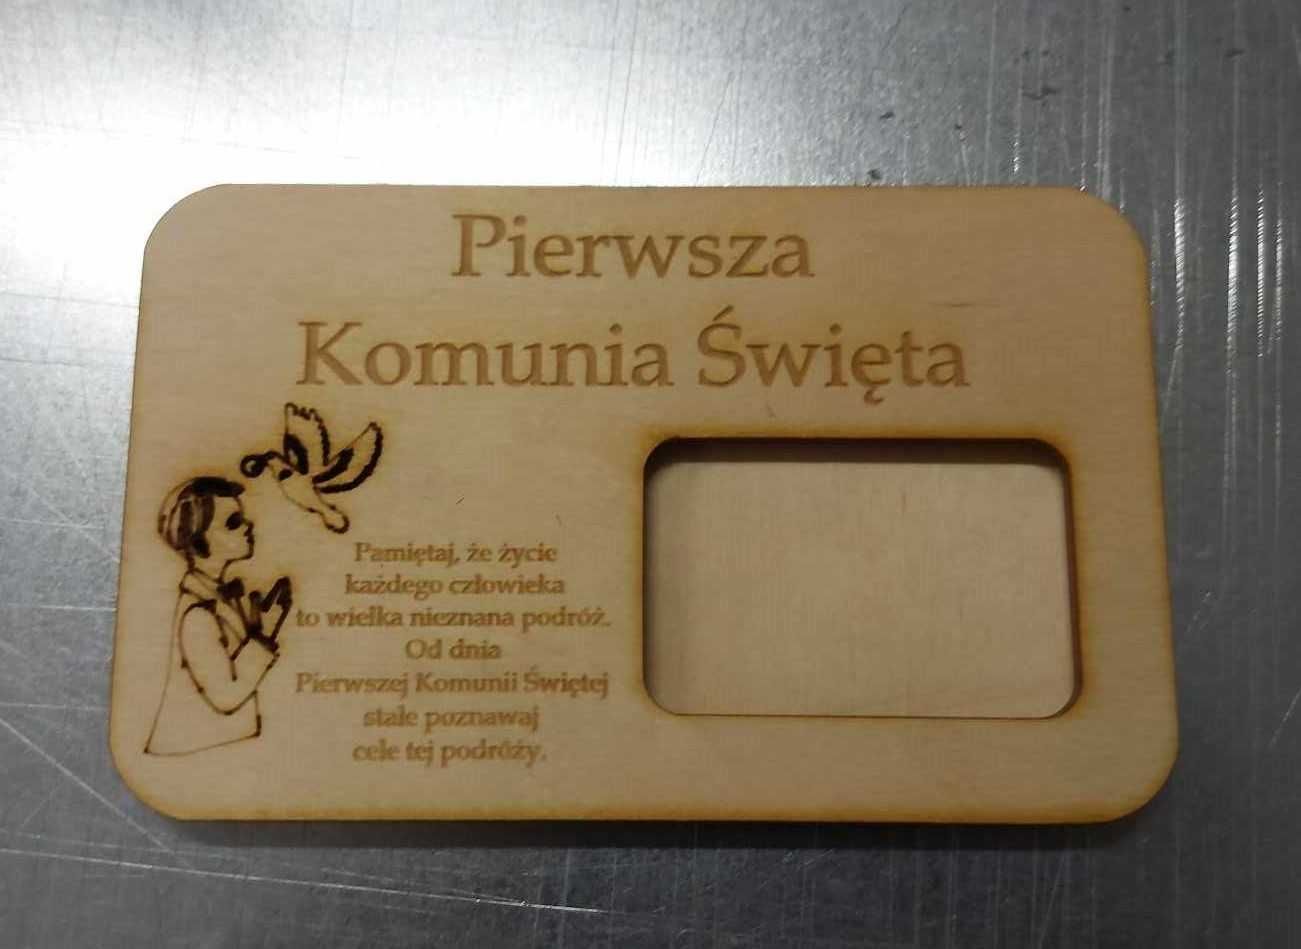 Pierwsza
Komunia Święta
Pamiętaj, że życie
każdego człowieka
to wielka nieznana podróż.
Od dnia
Pierwszej Komunii Świętej
stale poznawaj
cele tej podróży.